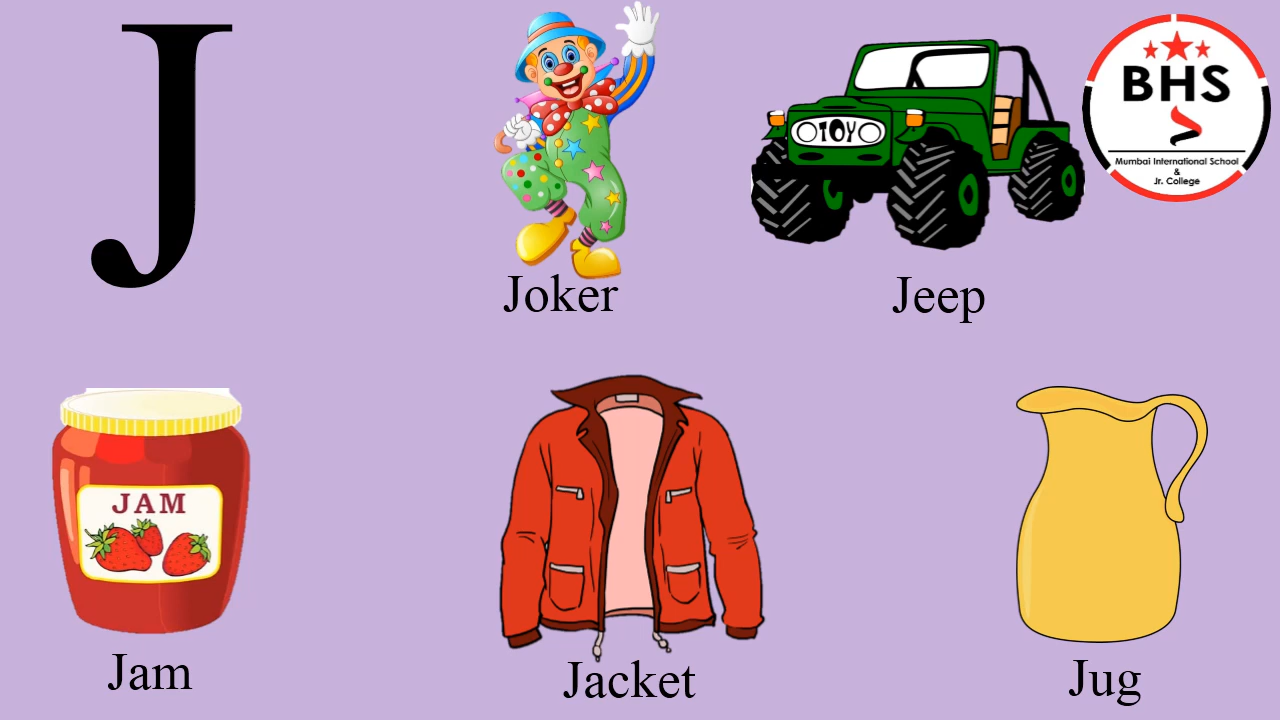 J
Joker
TOY
Jeep
BHS
Mumbai International School
&
Jr. College
JAM
Jam
Jacket
Jug